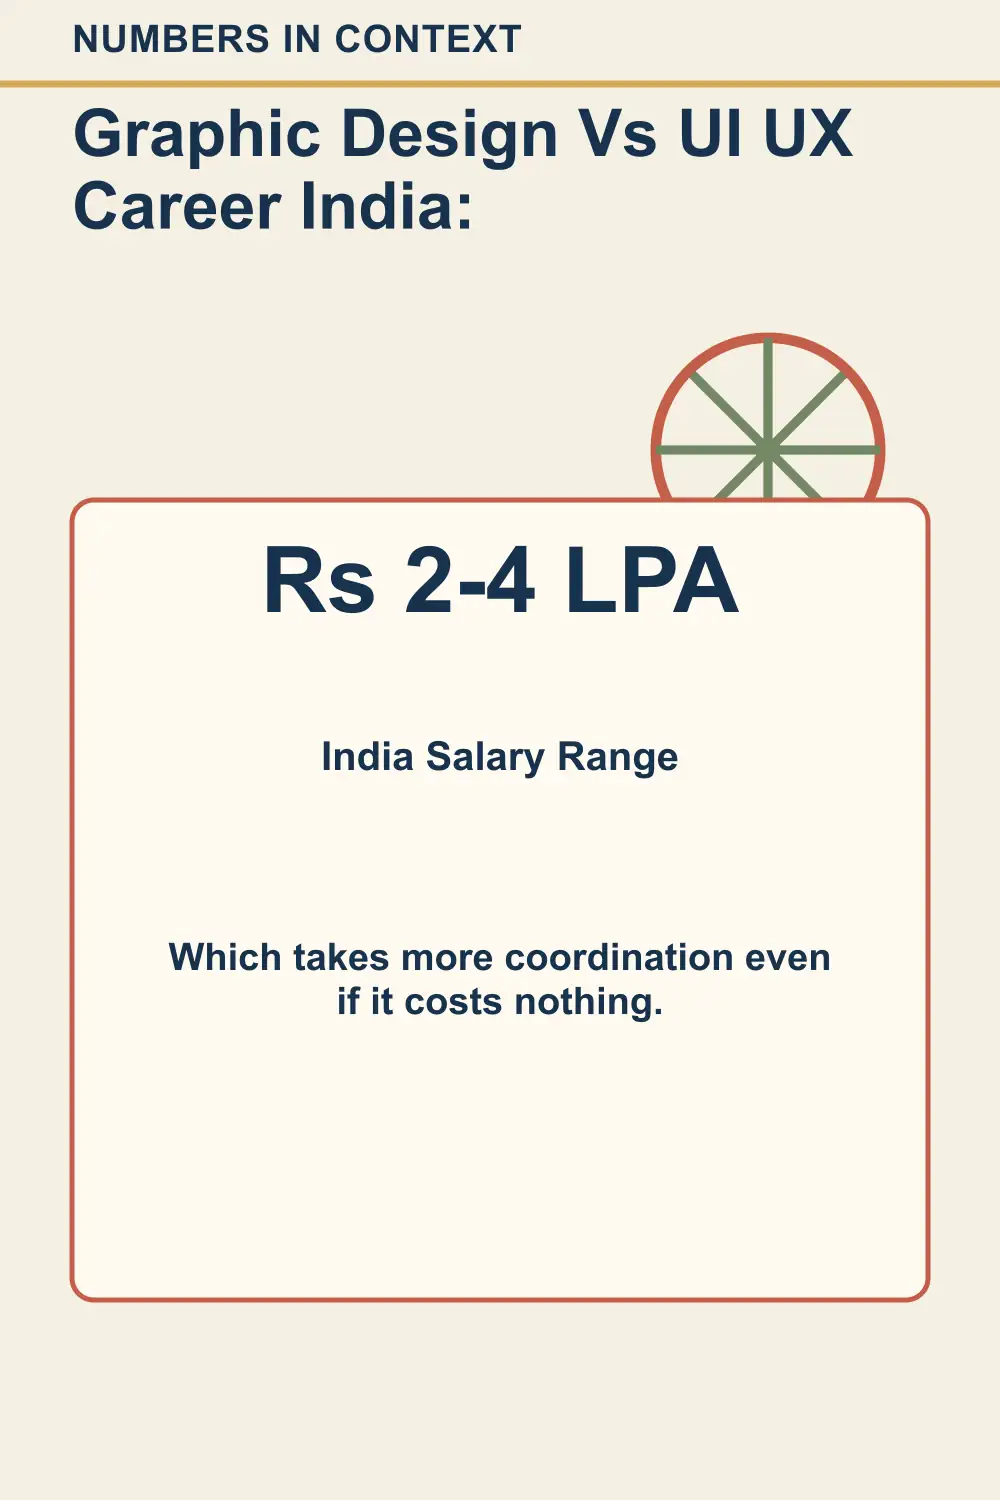 NUMBERS IN CONTEXT
Graphic Design Vs UI UX
Career India:
Rs 2-4 LPA
India Salary Range
Which takes more coordination even
if it costs nothing.